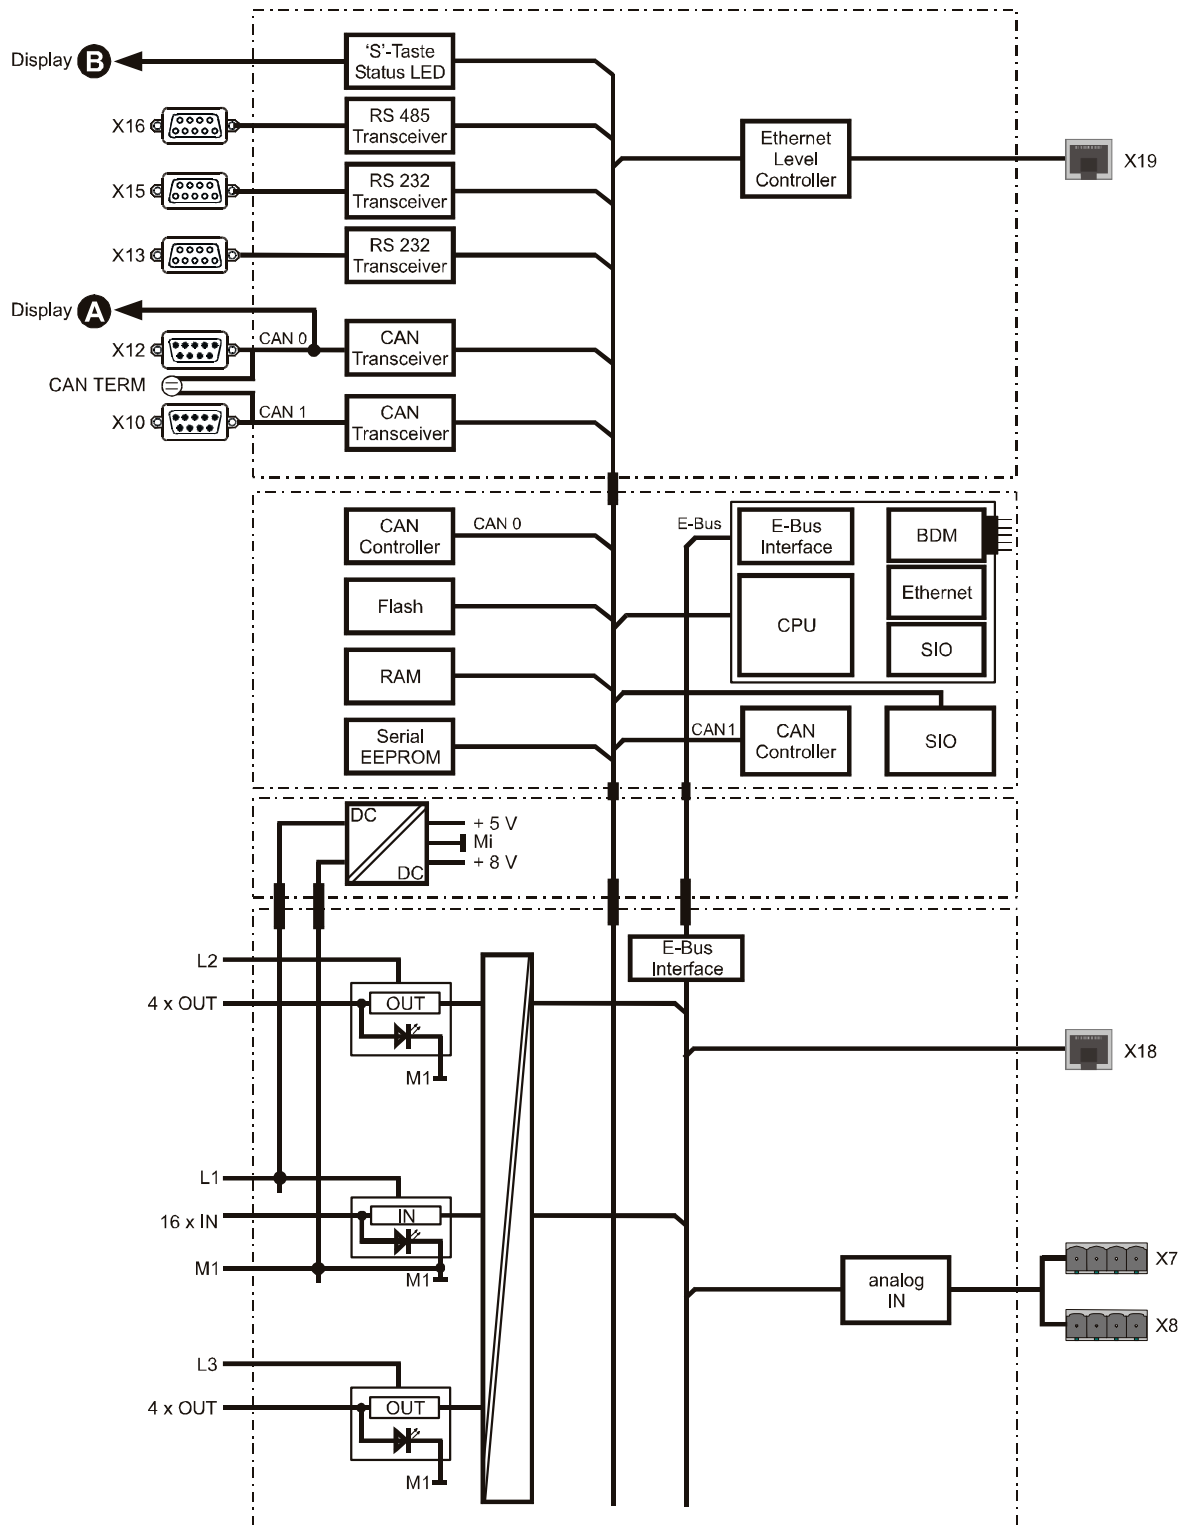 Display B
'S'-Taste
Status LED
X16
RS 485
Transceiver
Ethernet
Level
Controller
X19
X15
RS 232
Transceiver
X13
RS 232
Transceiver
Display A
X12
CAN 0
CAN
Transceiver
CAN TERM
X10
CAN 1
CAN
Transceiver
CAN
Controller
CAN 0
E-Bus
E-Bus
Interface
BDM
Flash
Ethernet
CPU
SIO
RAM
Serial
EEPROM
CAN1
CAN
Controller
SIO
DC
DC
+ 5 V
Mi
+ 8 V
E-Bus
Interface
L2
4 x OUT
OUT
M1
X18
L1
16 x IN
IN
M1
M1
analog
IN
X7
X8
L3
4 x OUT
OUT
M1